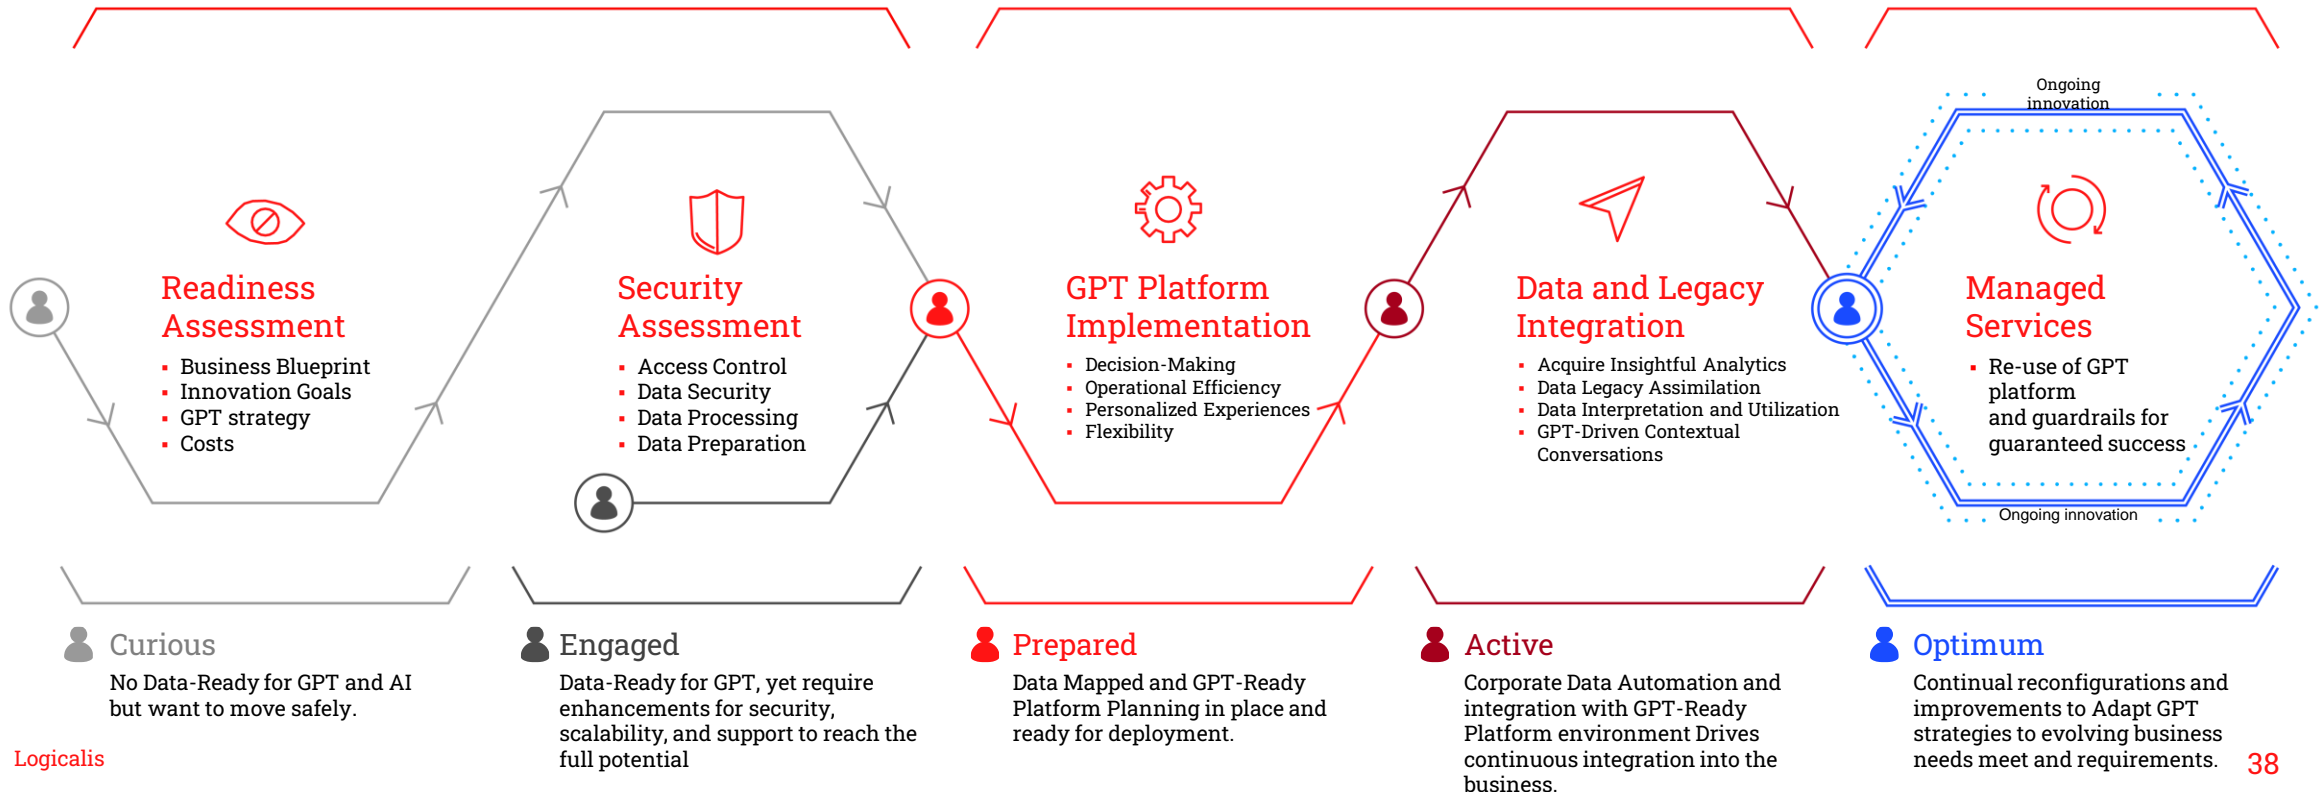 Ongoing
innovation
Readiness
Assessment
▪ Business Blueprint
▪ Innovation Goals
▪ GPT strategy
▪ Costs
Security
Assessment
▪ Access Control
▪ Data Security
▪ Data Processing
▪ Data Preparation
GPT Platform
Implementation
▪ Decision-Making
▪ Operational Efficiency
▪ Personalized Experiences
▪ Flexibility
Data and Legacy
Integration
▪ Acquire Insightful Analytics
▪ Data Legacy Assimilation
▪ Data Interpretation and Utilization
▪ GPT-Driven Contextual
Conversations
Managed
Services
▪ Re-use of GPT
platform
and guardrails for
guaranteed success
Ongoing innovation
Curious
No Data-Ready for GPT and AI
but want to move safely.
Engaged
Data-Ready for GPT, yet require
enhancements for security,
scalability, and support to reach the
full potential
Prepared
Data Mapped and GPT-Ready
Platform Planning in place and
ready for deployment.
Active
Corporate Data Automation and
integration with GPT-Ready
Platform environment Drives
continuous integration into the
business.
Optimum
Continual reconfigurations and
improvements to Adapt GPT
strategies to evolving business
needs meet and requirements.
Logicalis
38